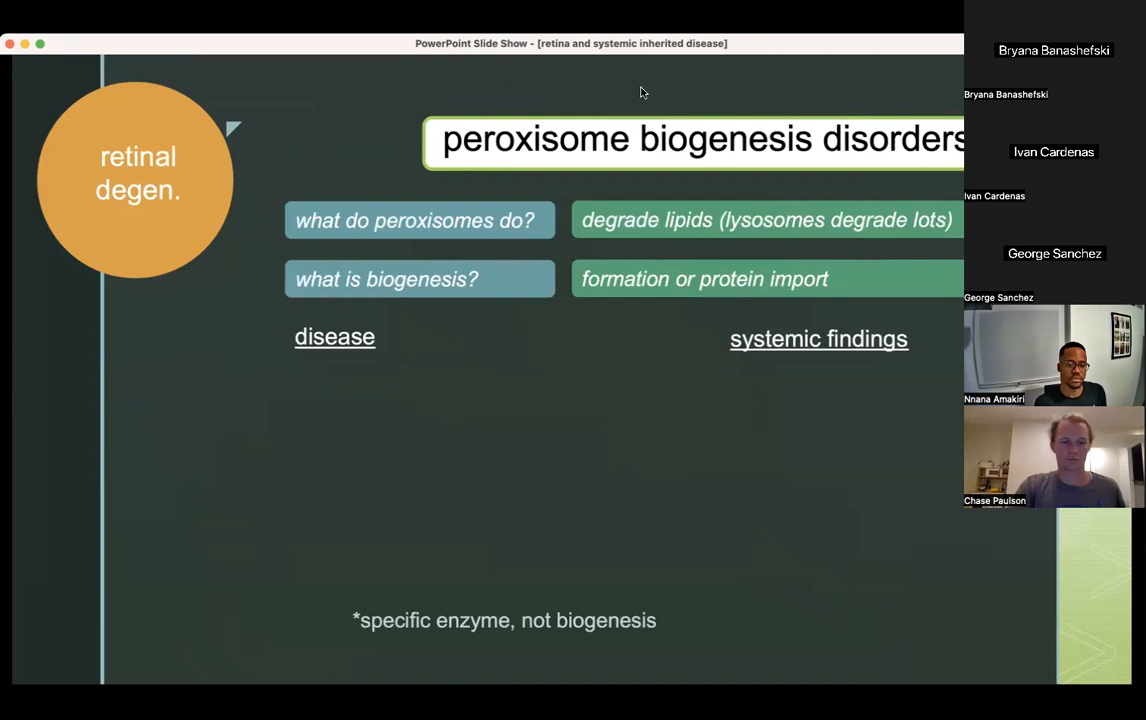 PowerPoint Slide Show - [retina and systemic inherited disease]
retinal
degen.
peroxisome biogenesis disorders
what do peroxisomes do?
degrade lipids (lysosomes degrade lots)
what is biogenesis?
formation or protein import
disease
systemic findings
*specific enzyme, not biogenesis
Bryana Banashefski
Bryana Banashefski
Ivan Cardenas
Ivan Cardenas
George Sanchez
George Sanchez
Nnana Amakiri
Chase Paulson